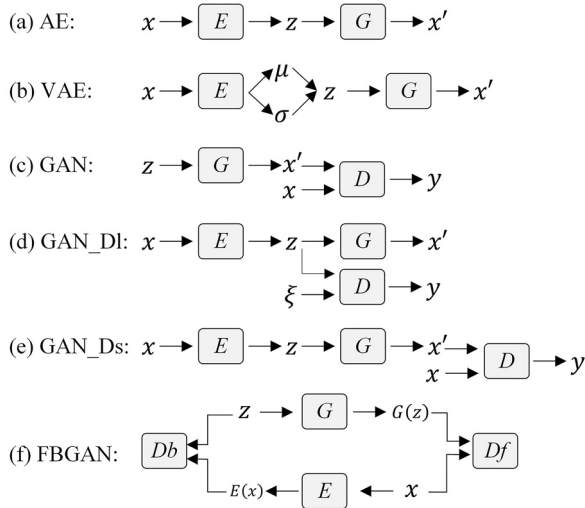 (a) AE: x E z G x′
(b) VAE: x E μ σ z G x′
(c) GAN: z G x′ x D y
(d) GAN_Dl: x E z G x′
ξ D y
(e) GAN_Ds: x E z G x′ x D y
z G G(z)
(f) FBGAN: Db Df
E(x) E x